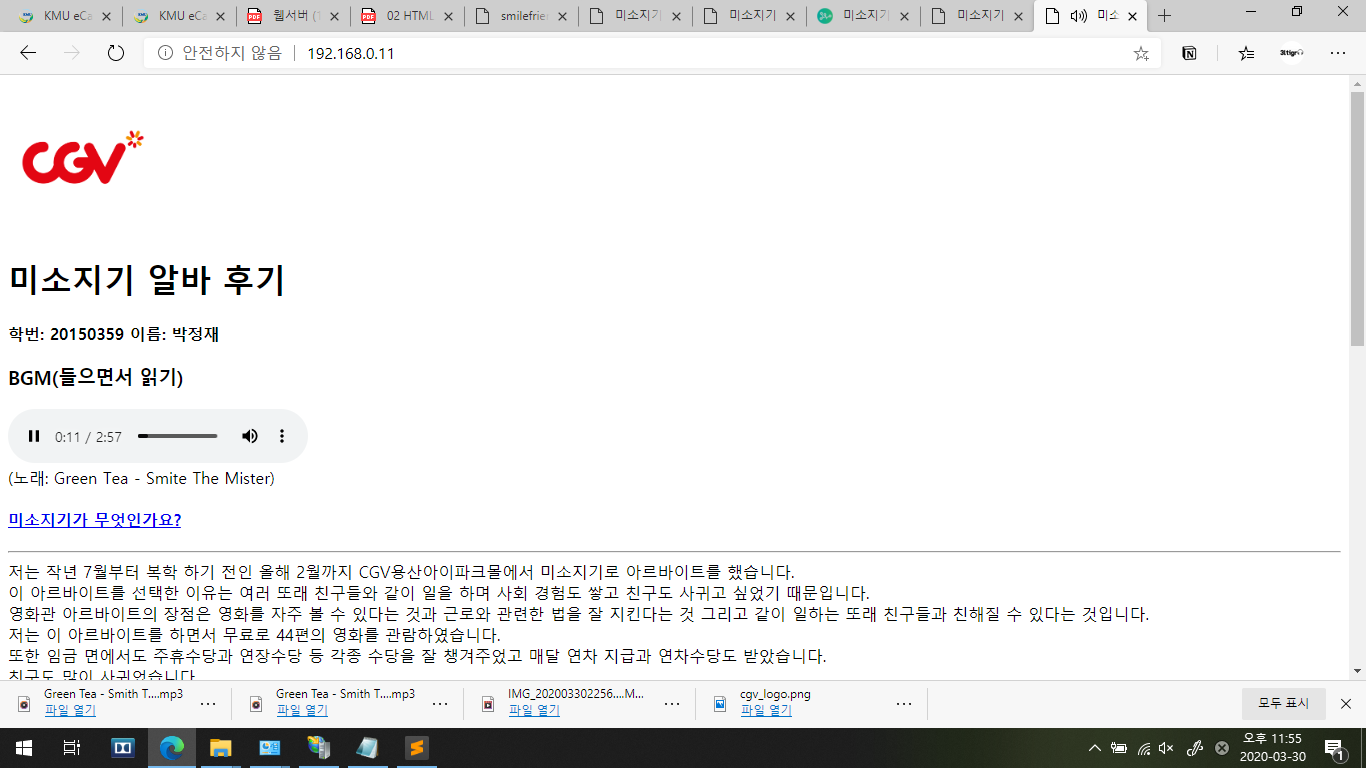 KMU eCa
KMU eCa
웹서버 (1
02 HTML
smilefrie
미소지기
미소지기
미소지기
미소지기
미소
안전하지 않음
192.168.0.11
CGV
미소지기 알바 후기
학번: 20150359 이름: 박정재
BGM(들으면서 읽기)
0:11 / 2:57
(노래: Green Tea - Smite The Mister)
미소지기가 무엇인가요?
저는 작년 7월부터 복학 하기 전인 올해 2월까지 CGV용산아이파크몰에서 미소지기로 아르바이트를 했습니다.
이 아르바이트를 선택한 이유는 여러 또래 친구들와 같이 일을 하며 사회 경험도 쌓고 친구도 사귀고 싶었기 때문입니다.
영화관 아르바이트의 장점은 영화를 자주 볼 수 있다는 것과 근로와 관련한 법을 잘 지킨다는 것 그리고 같이 일하는 또래 친구들과 친해질 수 있다는 것입니다.
저는 이 아르바이트를 하면서 무료로 44편의 영화를 관람하였습니다.
또한 임금 면에서도 주휴수당과 연장수당 등 각종 수당을 잘 챙겨주었고 매달 연차 지급과 연차수당도 받았습니다.
친구도 많이 사귀었습니다
Green Tea - Smith T....mp3
파일 열기
Green Tea - Smith T....mp3
파일 열기
IMG_202003302256....M...
파일 열기
cgv_logo.png
파일 열기
모두 표시
오후 11:55
2020-03-30
1